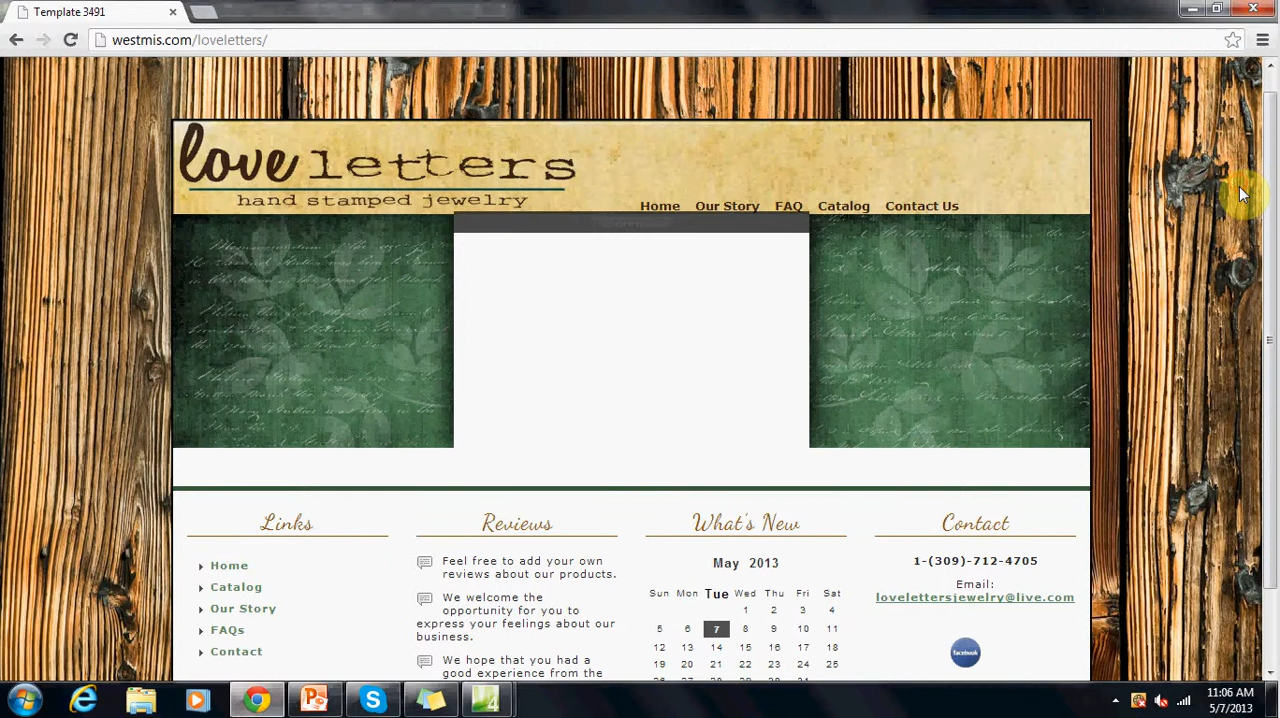 Template 3491
westmis.com/loveletters/
love letters
hand stamped jewelry
Home Our Story FAQ Catalog Contact Us
Links
Home
Catalog
Our Story
FAQs
Contact
Reviews
Feel free to add your own
reviews about our products.
We welcome the
opportunity for you to
express your feelings about our
business.
We hope that you had a
good experience from the
What's New
May 2013
Sun Mon Tue Wed Thu Fri Sat
1 2 3 4
5 6 7 8 9 10 11
12 13 14 15 16 17 18
19 20 21 22 23 24 25
Contact
1-(309)-712-4705
Email:
lovelettersjewelry@live.com
facebook
11:06 AM
5/7/2013